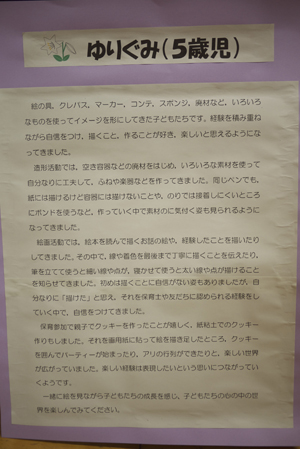 ゆりぐみ（5歳児）
絵の具、クレパス、マーカー、コンテ、スポンジ、廃材など、いろいろ
なものを使ってイメージを形にしてきた子どもたちです。経験を積み重ね
ながら自信をつけ、描くこと、作ることが好き、楽しいと思えるようになっ
てきました。
造形活動では、空き容器などの廃材をはじめ、いろいろな素材を使って
自分なりに工夫して、ふねや楽器などを作ってきました。同じペンでも、
紙には描けるけど容器には描けないことや、のりでは接着しにくいところ
にボンドを使うなど、作っていく中で素材の違いに気付く姿も見られるように
なってきました。
絵画活動では、絵本を読んで描くお話の絵や、経験したことを描いたり
してきました。その中で、線や着色を最後まで丁寧に描くことを伝えたり、
筆を立てて使うと細い線や点が、寝かせて使うと太い線や点が描けること
を知らせてきました。初めは描くことに自信がない姿もありましたが、自
分なりに「描けた」と思え、それを保育士や友だちに認められる経験をし
ていく中で、自信をつけてきました。
保育参加で親子でクッキーを作ったことが嬉しく、紙粘土でのクッキー
作りもしました。それを画用紙に貼って絵を描き足したところ、クッキー
を囲んでパーティーが始まったり、アリの行列ができたりと、楽しい世界
が広がっていました。楽しい経験は表現したいという思いにつながってい
くようです。
一緒に絵を見ながら子どもたちの成長を感じ、子どもたちの心の中の世
界を楽しんでみてください。